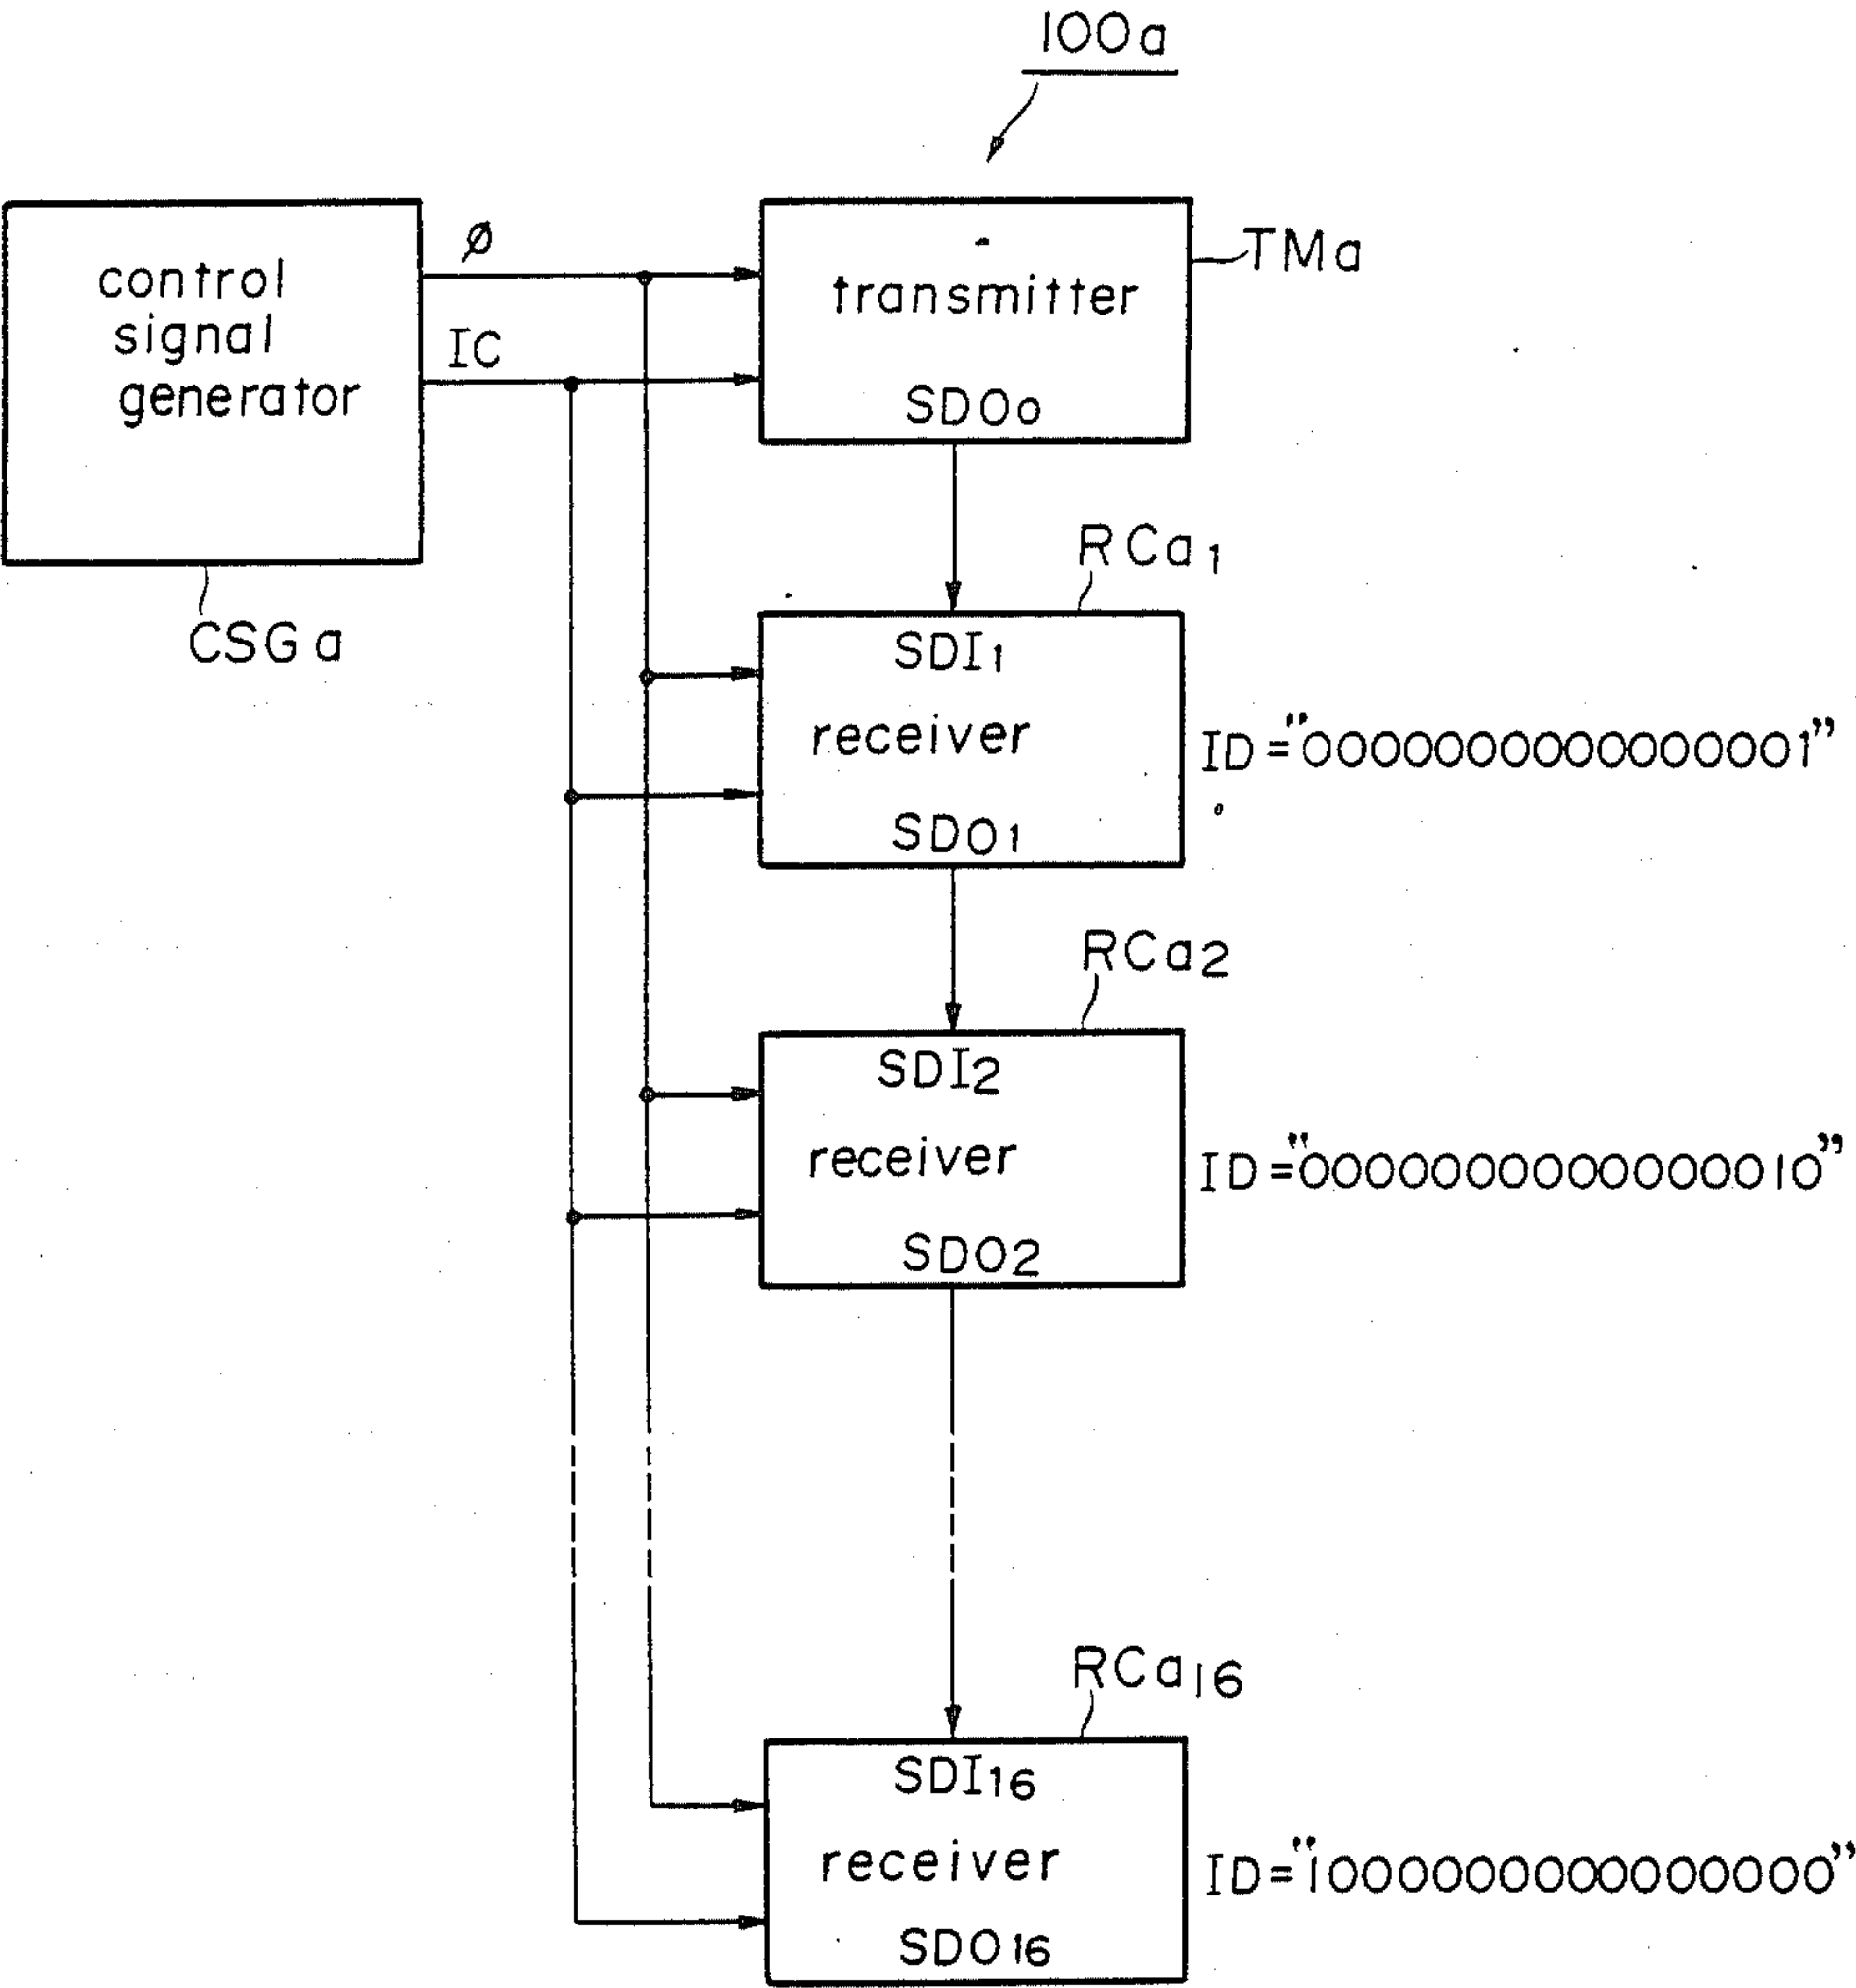 100a
control
signal
generator
ø
IC
transmitter
SDO0
TMa
CSGa
RCa1
SDI1
receiver
SDO1
ID="0000000000000001"
RCa2
SDI2
receiver
SDO2
ID="0000000000000010"
RCa16
SDI16
receiver
SDO16
ID="1000000000000000"